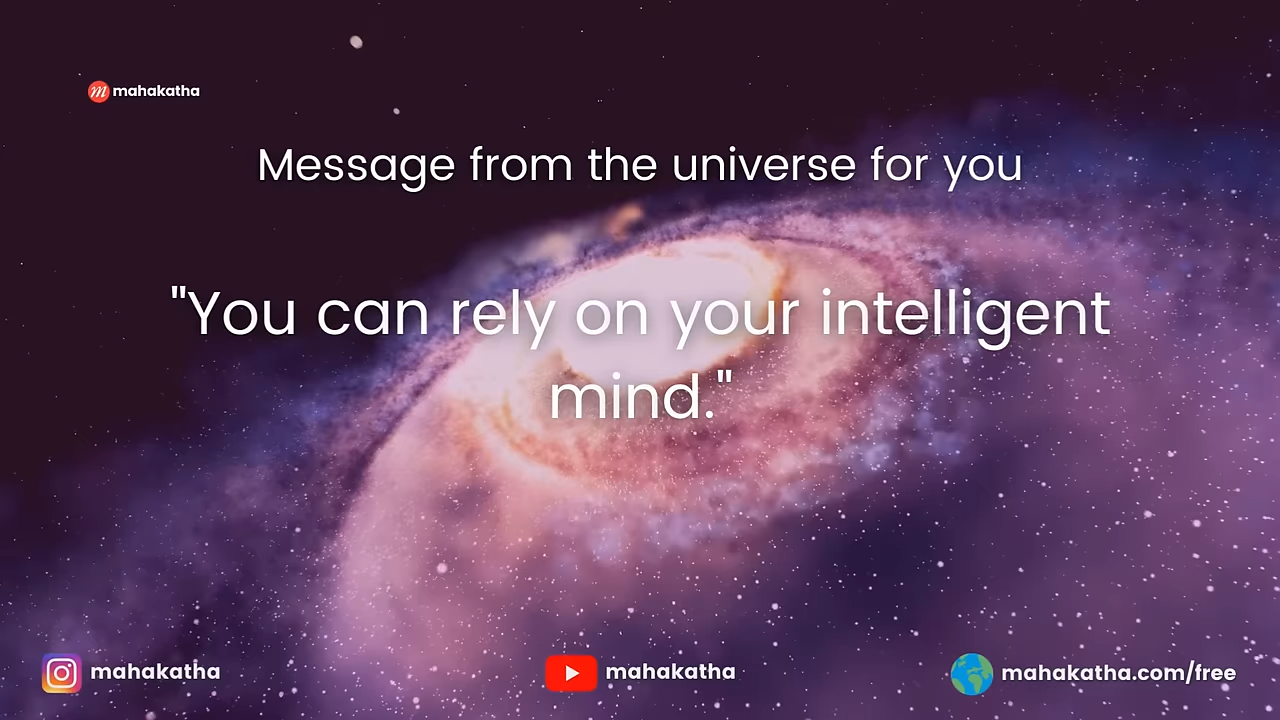 mahakatha
Message from the universe for you
"You can rely on your intelligent
mind."
mahakatha
mahakatha
mahakatha.com/free